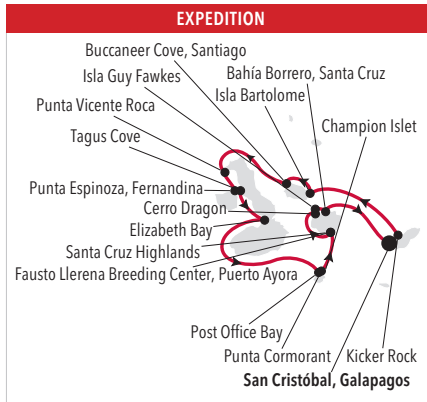 EXPEDITION
Buccaneer Cove, Santiago
Isla Guy Fawkes
Bahía Borrero, Santa Cruz
Isla Bartolome
Punta Vicente Roca
Champion Islet
Tagus Cove
Punta Espinoza, Fernandina
Cerro Dragon
Elizabeth Bay
Santa Cruz Highlands
Fausto Llerena Breeding Center, Puerto Ayora
Post Office Bay
Punta Cormorant
Kicker Rock
San Cristóbal, Galapagos